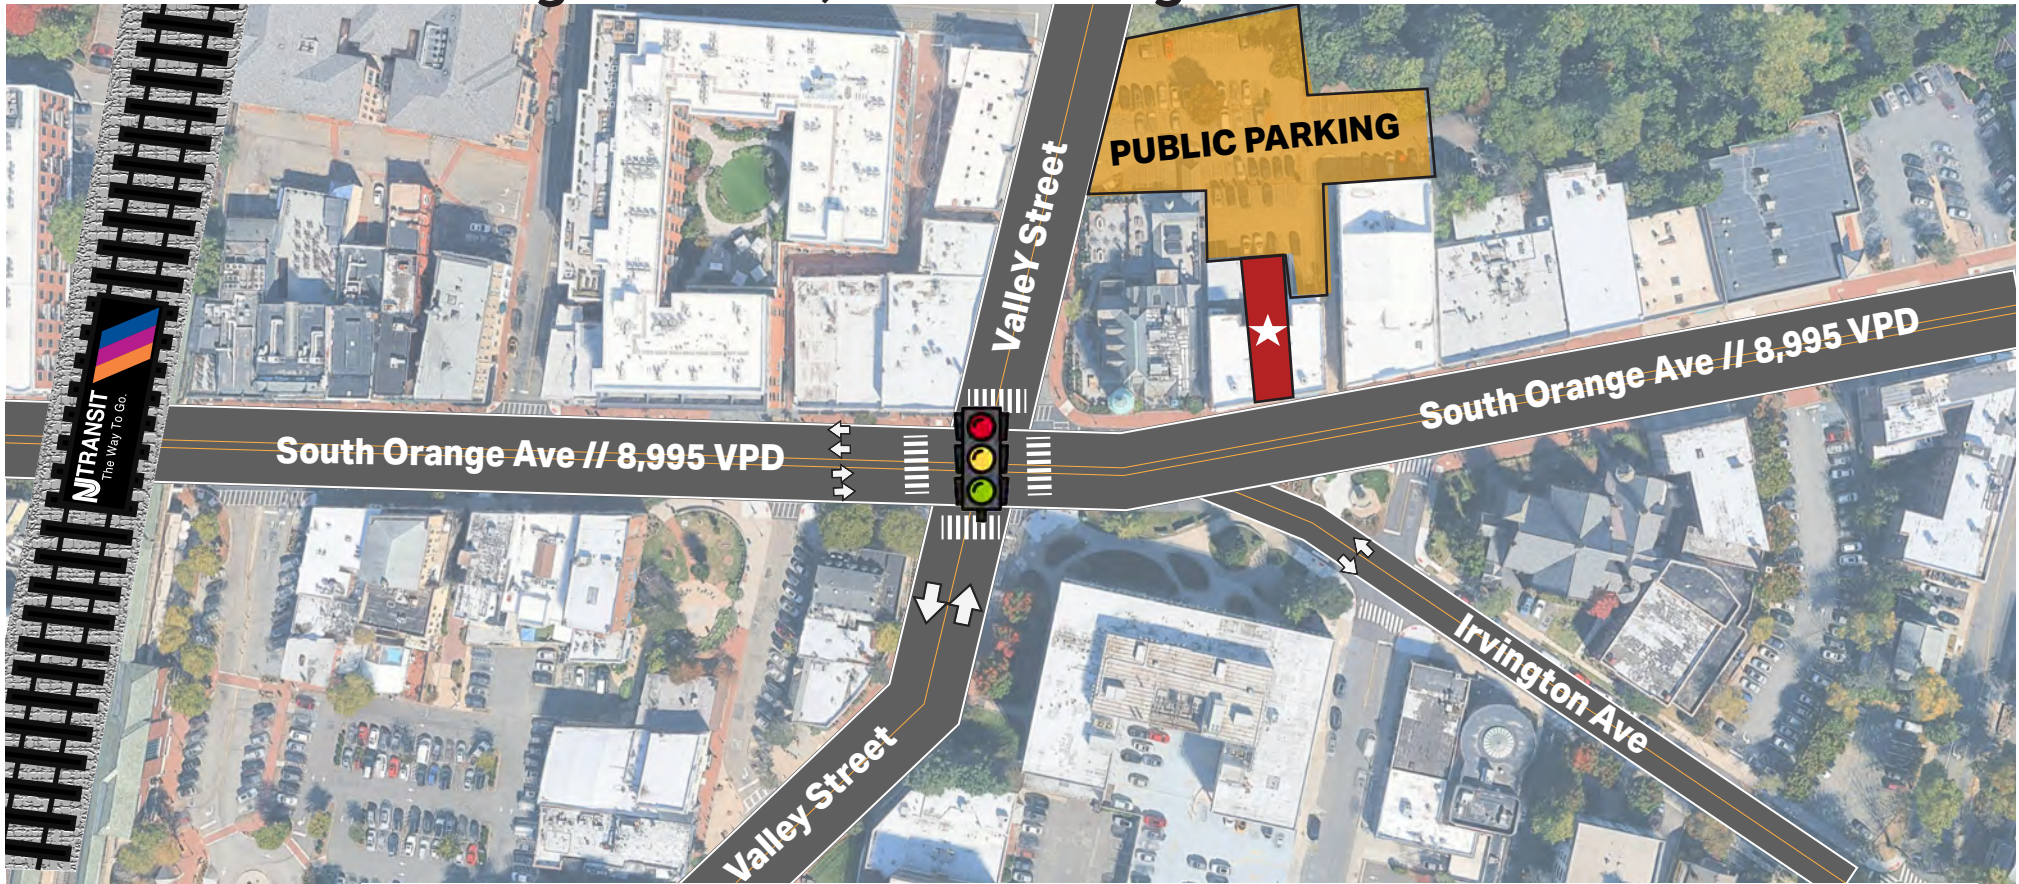 PUBLIC PARKING
Valley Street
South Orange Ave // 8,995 VPD
South Orange Ave // 8,995 VPD
NJ TRANSIT
The Way To Go.
Irvington Ave
Valley Street